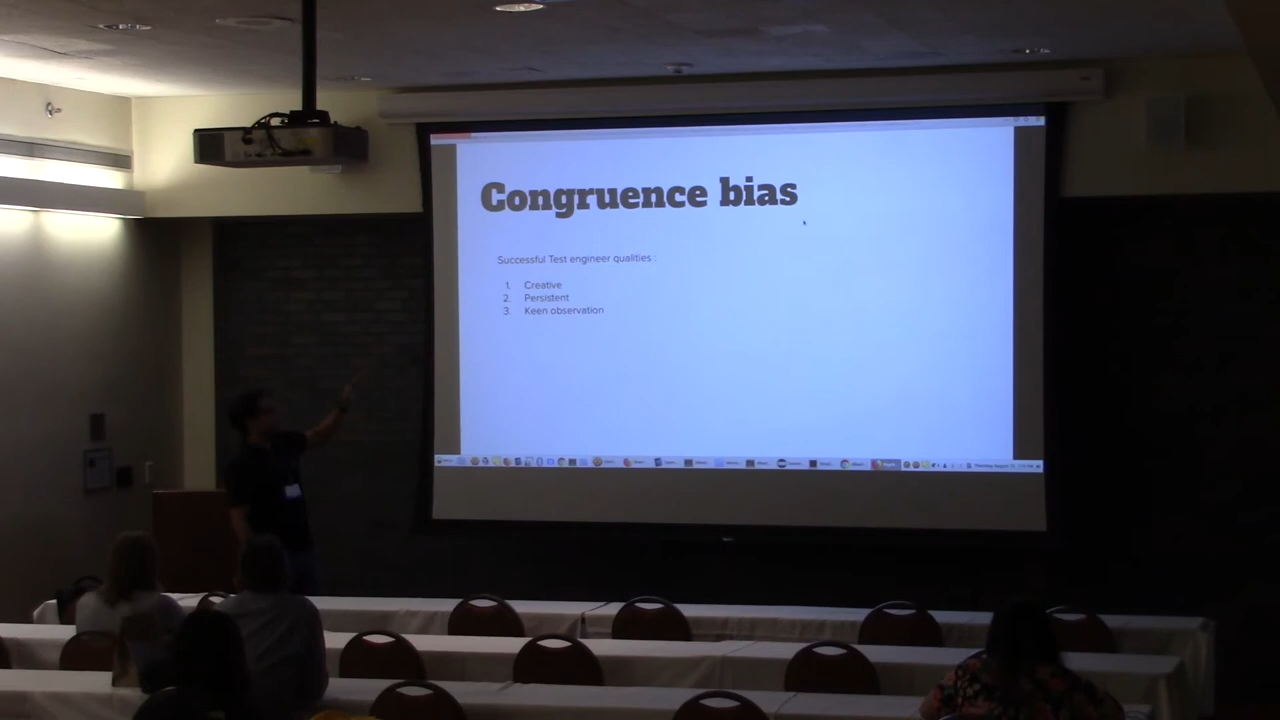 Congruence bias
Successful Test engineer qualities :
1. Creative
2. Persistent
3. Keen observation